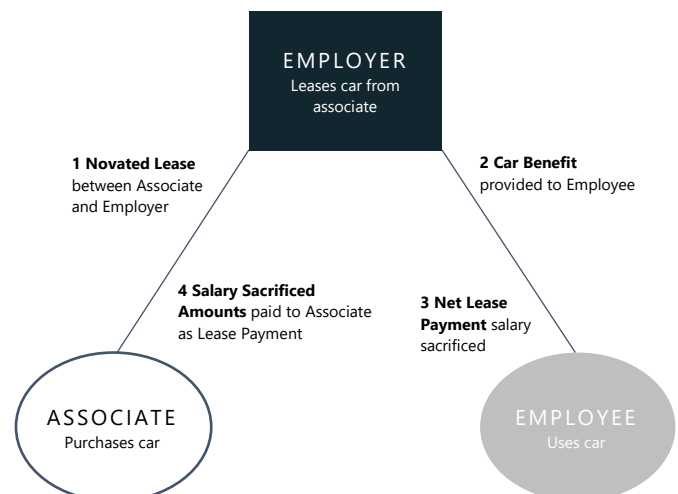 EMPLOYER
Leases car from
associate
1 Novated Lease
between Associate
and Employer
2 Car Benefit
provided to Employee
4 Salary Sacrificed
Amounts paid to Associate
as Lease Payment
3 Net Lease
Payment salary
sacrificed
ASSOCIATE
Purchases car
EMPLOYEE
Uses car